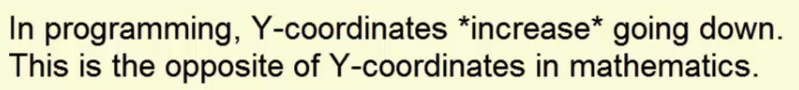 In programming, Y-coordinates *increase* going down.
This is the opposite of Y-coordinates in mathematics.